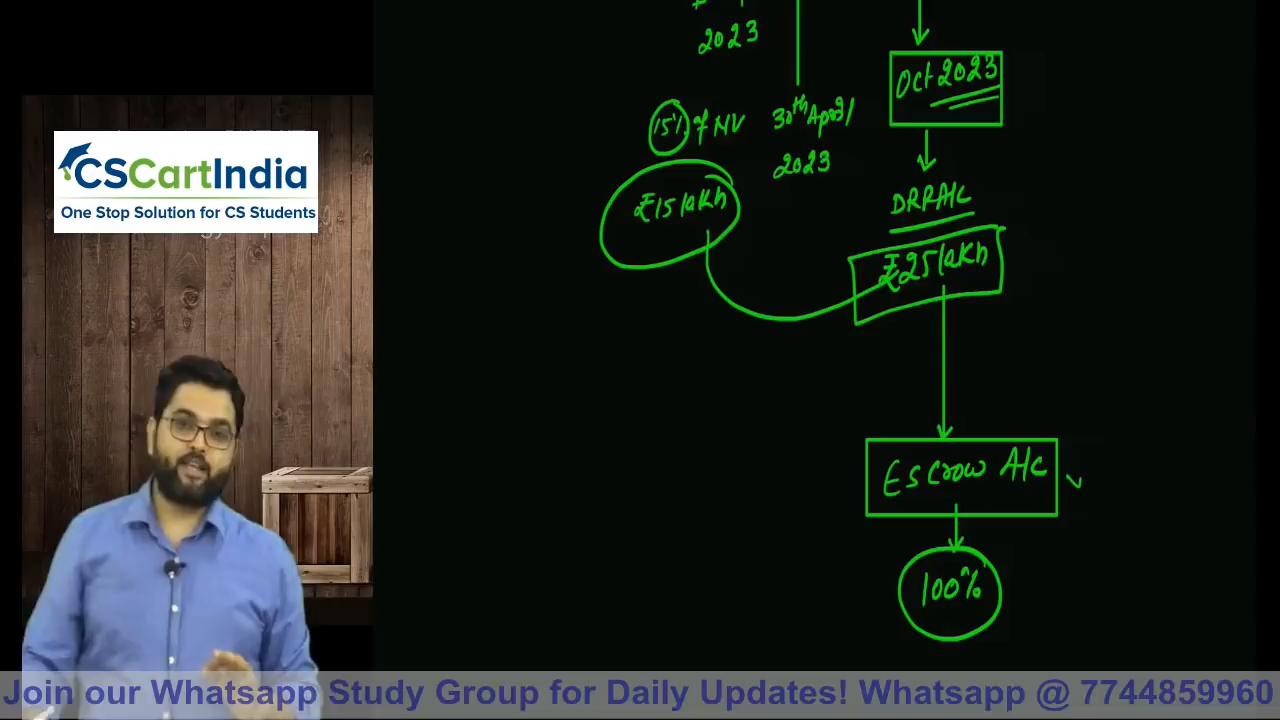 2023
Oct 2023
15% of NV
30th April
2023
₹15 lakh
DRRA/c
₹25 lakh
Escrow A/c
100%
CSCartIndia
One Stop Solution for CS Students
Join our Whatsapp Study Group for Daily Updates! Whatsapp @ 7744859960